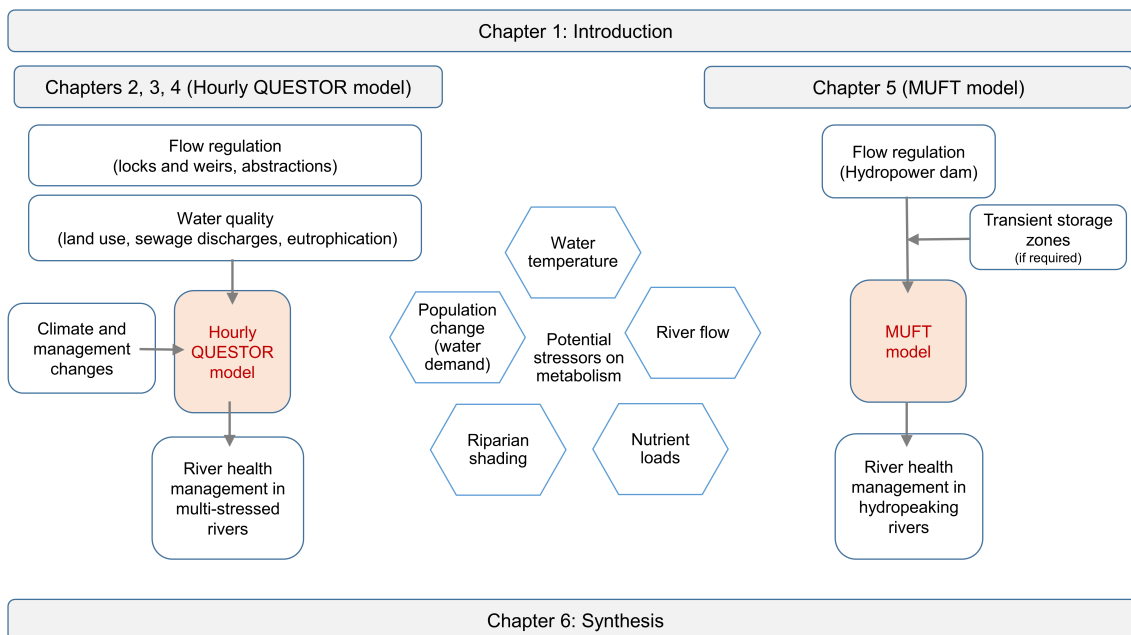 Chapter 1: Introduction
Chapters 2, 3, 4 (Hourly QUESTOR model)
Flow regulation
(locks and weirs, abstractions)
Water quality
(land use, sewage discharges, eutrophication)
Climate and
management
changes
Hourly
QUESTOR
model
River health
management in
multi-stressed
rivers
Water
temperature
Population
change
(water
demand)
Potential
stressors on
metabolism
River flow
Riparian
shading
Nutrient
loads
Chapter 5 (MUFT model)
Flow regulation
(Hydropower dam)
Transient storage
zones
(if required)
MUFT
model
River health
management in
hydropeaking
rivers
Chapter 6: Synthesis